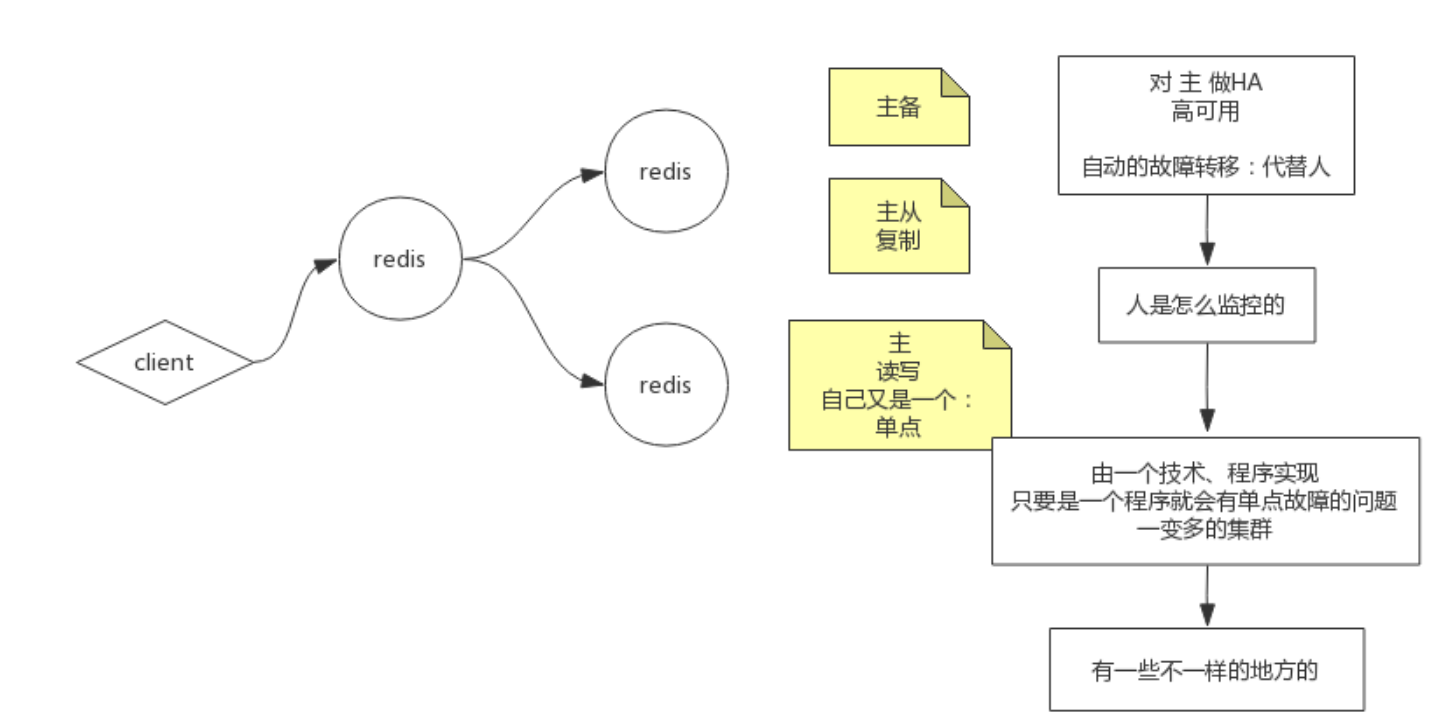 client
redis
redis
redis
主备
主从
复制
主
读写
自己又是一个：
单点
对 主 做HA
高可用
自动的故障转移：代替人
人是怎么监控的
由一个技术、程序实现
只要是一个程序就会有单点故障的问题
一变多的集群
有一些不一样的地方的